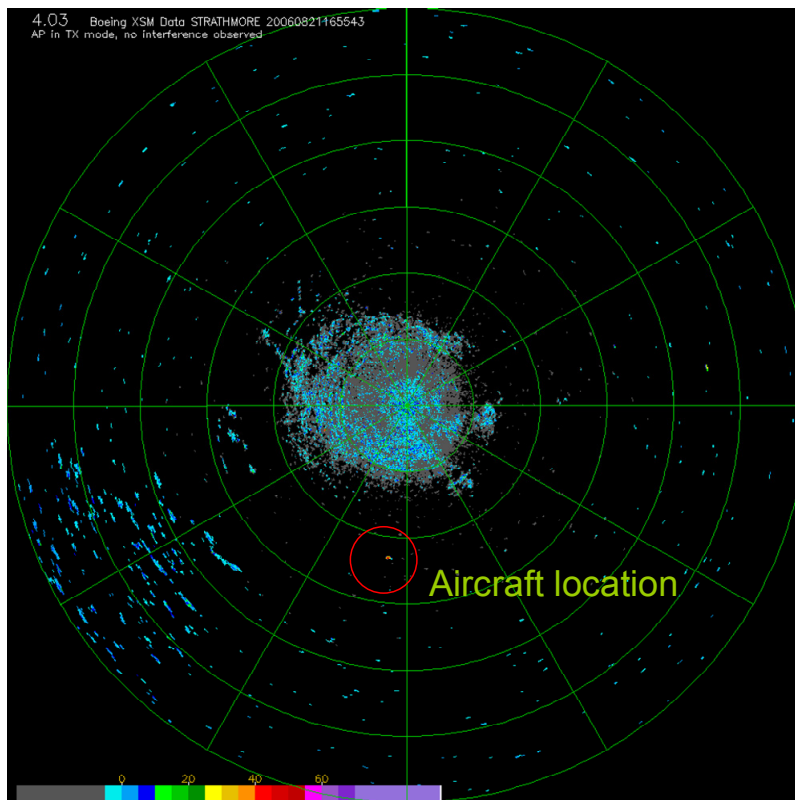 4.03 Boeing XSM Data STRATHMORE 20060821165543
AP in TX mode, no interference observed
Aircraft location
0 20 40 60